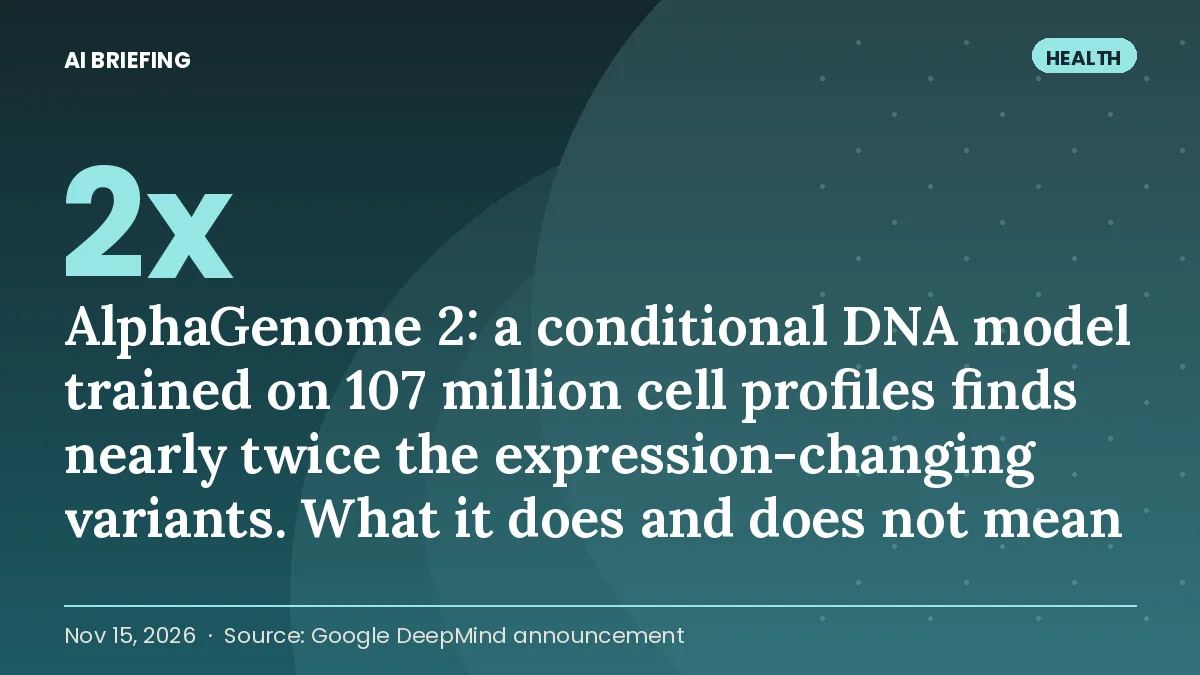 AI BRIEFING
HEALTH
2x
AlphaGenome 2: a conditional DNA model
trained on 107 million cell profiles finds
nearly twice the expression-changing
variants. What it does and does not mean
Nov 15, 2026 · Source: Google DeepMind announcement